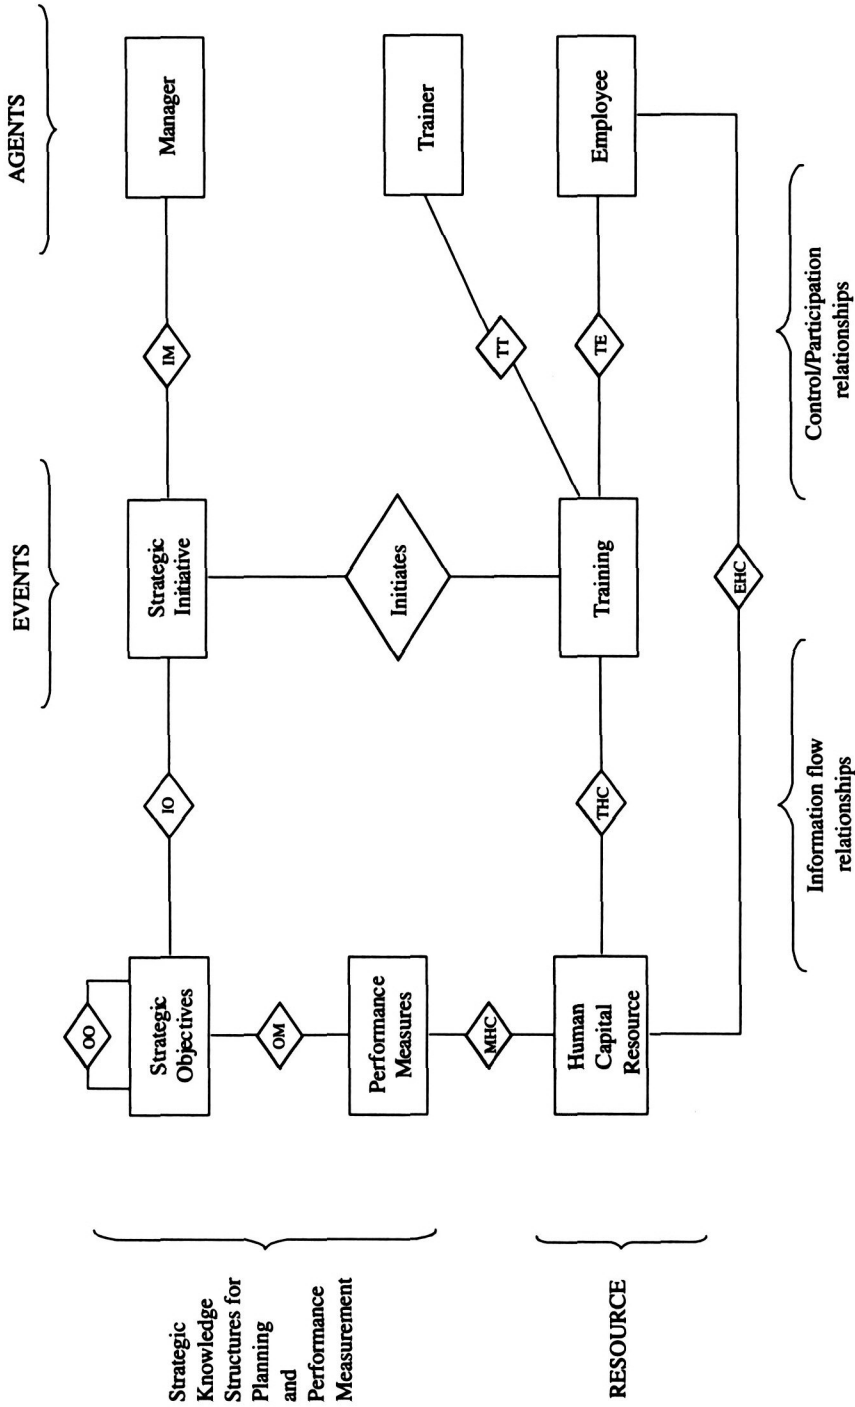 EVENTS
AGENTS
OO
Strategic
Knowledge
Structures for
Planning
and
Performance
Measurement
Strategic
Objectives
IO
Strategic
Initiative
IM
Manager
OM
Performance
Measures
Initiates
TT
Trainer
MHC
RESOURCE
Human
Capital
Resource
THC
Training
TE
Employee
EHC
Information flow
relationships
Control/Participation
relationships